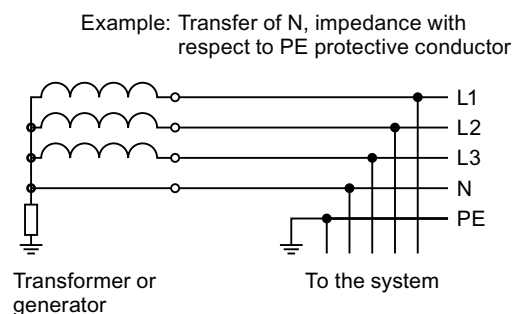 Example: Transfer of N, impedance with
respect to PE protective conductor
L1
L2
L3
N
PE
Transformer or
generator
To the system